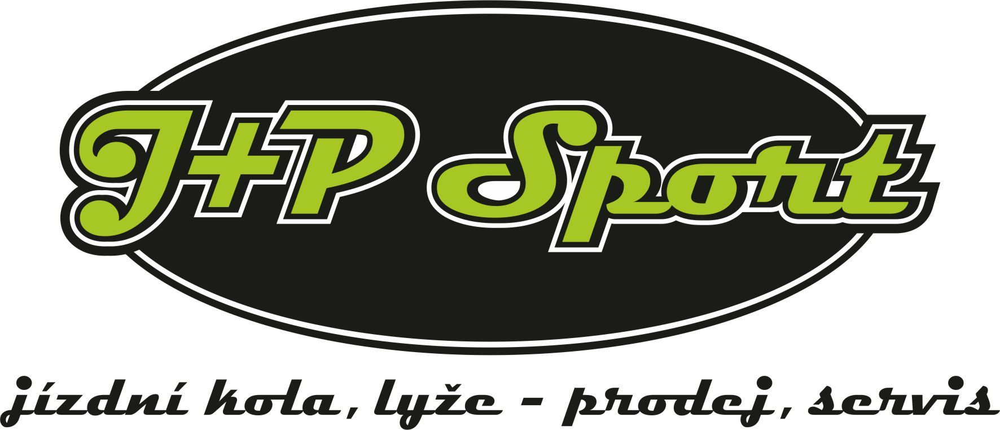 J+P Sport
jízdní kola, lyže - prodej, servis